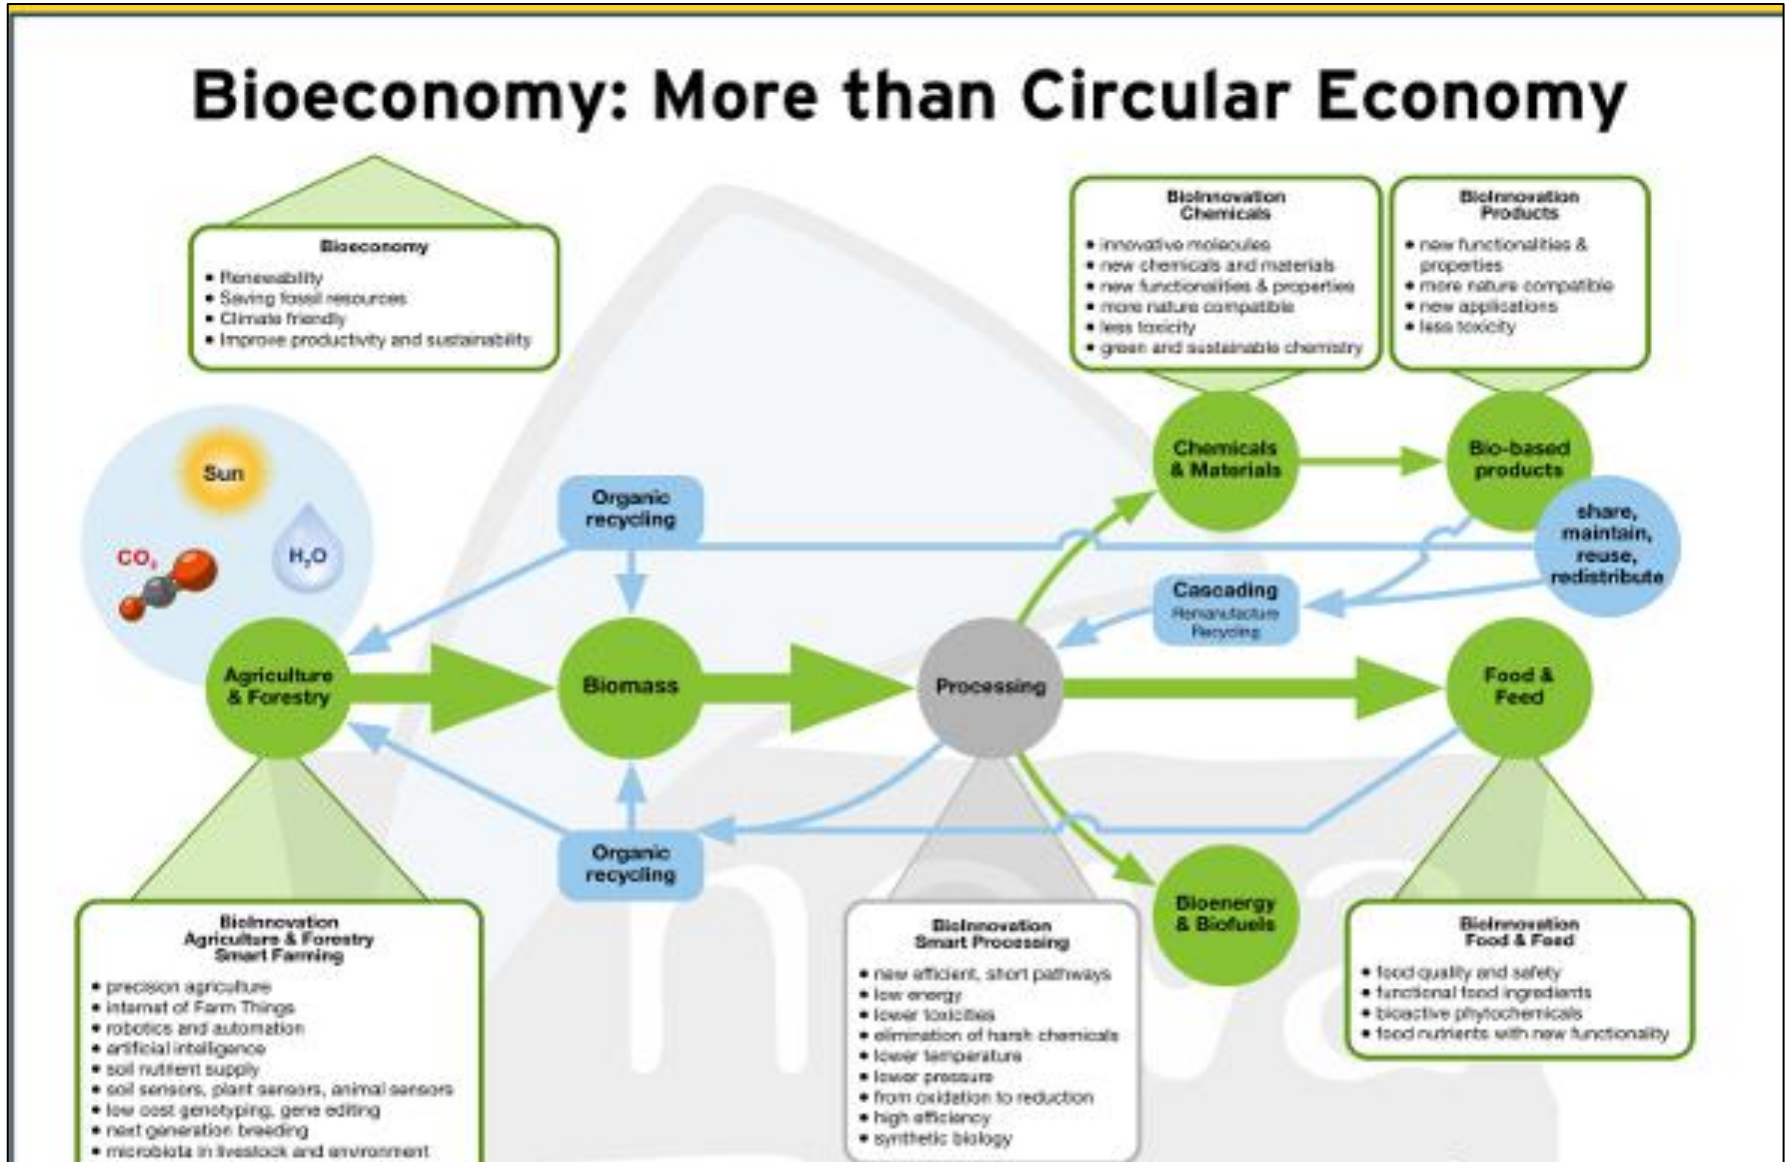 Bioeconomy: More than Circular Economy
Bioeconomy
• Renewability
• Saving fossil resources
• Climate friendly
• Improve productivity and sustainability
BioInnovation
Chemicals
• innovative molecules
• new chemicals and materials
• new functionalities & properties
• more nature compatible
• less toxicity
• green and sustainable chemistry
BioInnovation
Products
• new functionalities &
properties
• more nature compatible
• new applications
• less toxicity
Sun
CO₂
H₂O
Organic
recycling
Chemicals
& Materials
Bio-based
products
share,
maintain,
reuse,
redistribute
Cascading
Remanufacture
Recycling
Agriculture
& Forestry
Biomass
Processing
Food &
Feed
Organic
recycling
Bioenergy
& Biofuels
BioInnovation
Agriculture & Forestry
Smart Farming
• precision agriculture
• internet of Farm Things
• robotics and automation
• artificial intelligence
• soil nutrient supply
• soil sensors, plant sensors, animal sensors
• low cost genotyping, gene editing
• next generation breeding
• microbiota in livestock and environment
BioInnovation
Smart Processing
• new efficient, short pathways
• low energy
• lower toxicities
• elimination of harsh chemicals
• lower temperature
• lower pressure
• from oxidation to reduction
• high efficiency
• synthetic biology
BioInnovation
Food & Feed
• food quality and safety
• functional food ingredients
• bioactive phytochemicals
• food nutrients with new functionality
nova